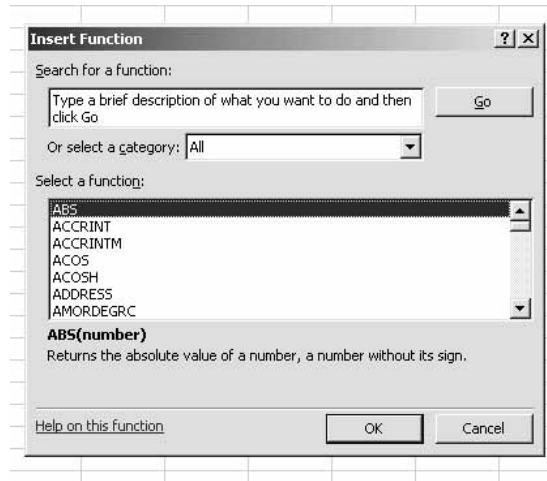 Insert Function
? X
Search for a function:
Type a brief description of what you want to do and then
click Go
Go
Or select a category: All
Select a function:
ABS
ACCRINT
ACCRINTM
ACOS
ACOSH
ADDRESS
AMORDEGRC
ABS(number)
Returns the absolute value of a number, a number without its sign.
Help on this function
OK
Cancel